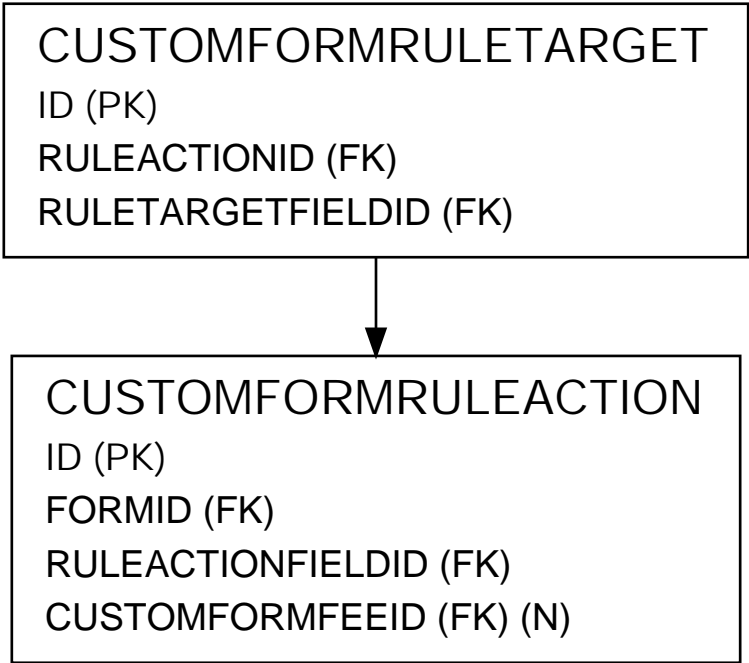 CUSTOMFORMRULETARGET
ID (PK)
RULEACTIONID (FK)
RULETARGETFIELDID (FK)
CUSTOMFORMRULEACTION
ID (PK)
FORMID (FK)
RULEACTIONFIELDID (FK)
CUSTOMFORMFEEID (FK) (N)